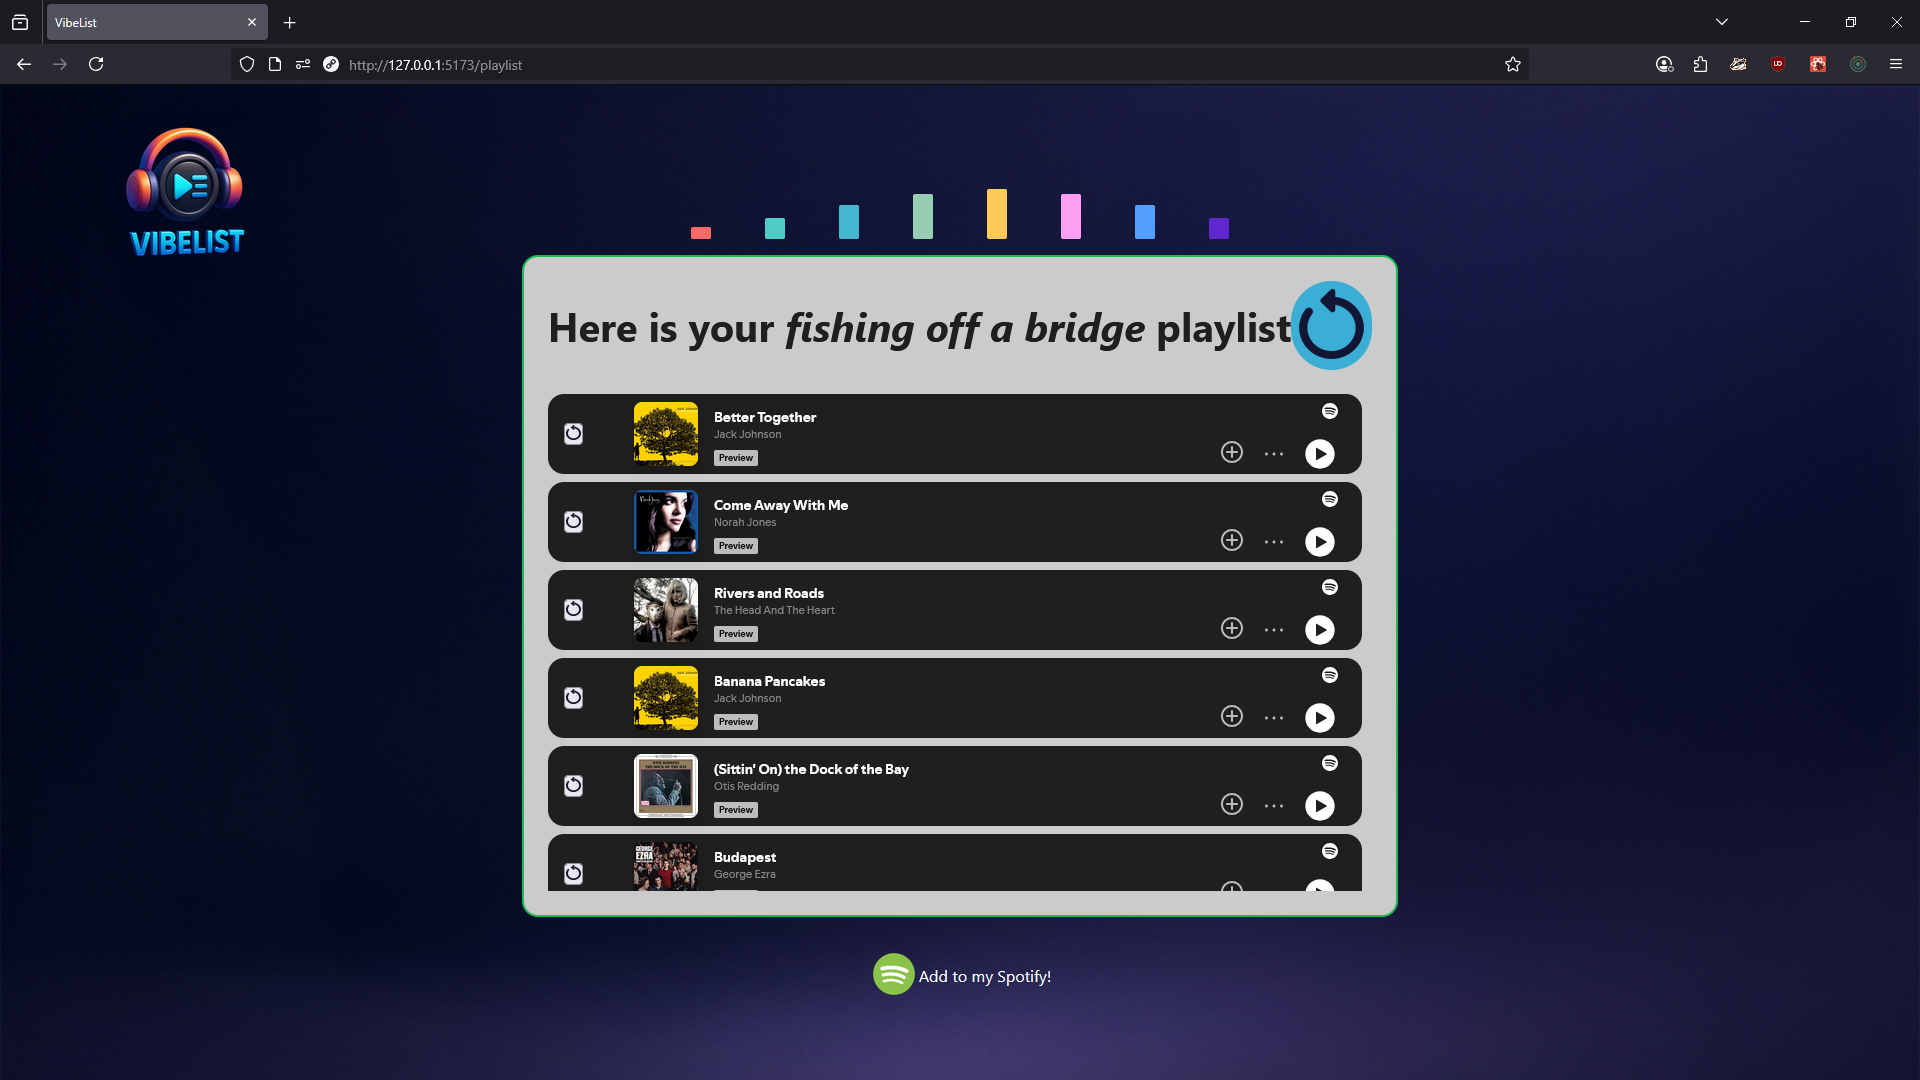 VibeList
http://127.0.0.1:5173/playlist
VIBELIST
Here is your fishing off a bridge playlist
Better Together
Jack Johnson
Preview
Come Away With Me
Norah Jones
Preview
Rivers and Roads
The Head And The Heart
Preview
Banana Pancakes
Jack Johnson
Preview
(Sittin' On) the Dock of the Bay
Otis Redding
Preview
GEORGE
EZRA
Budapest
George Ezra
Add to my Spotify!